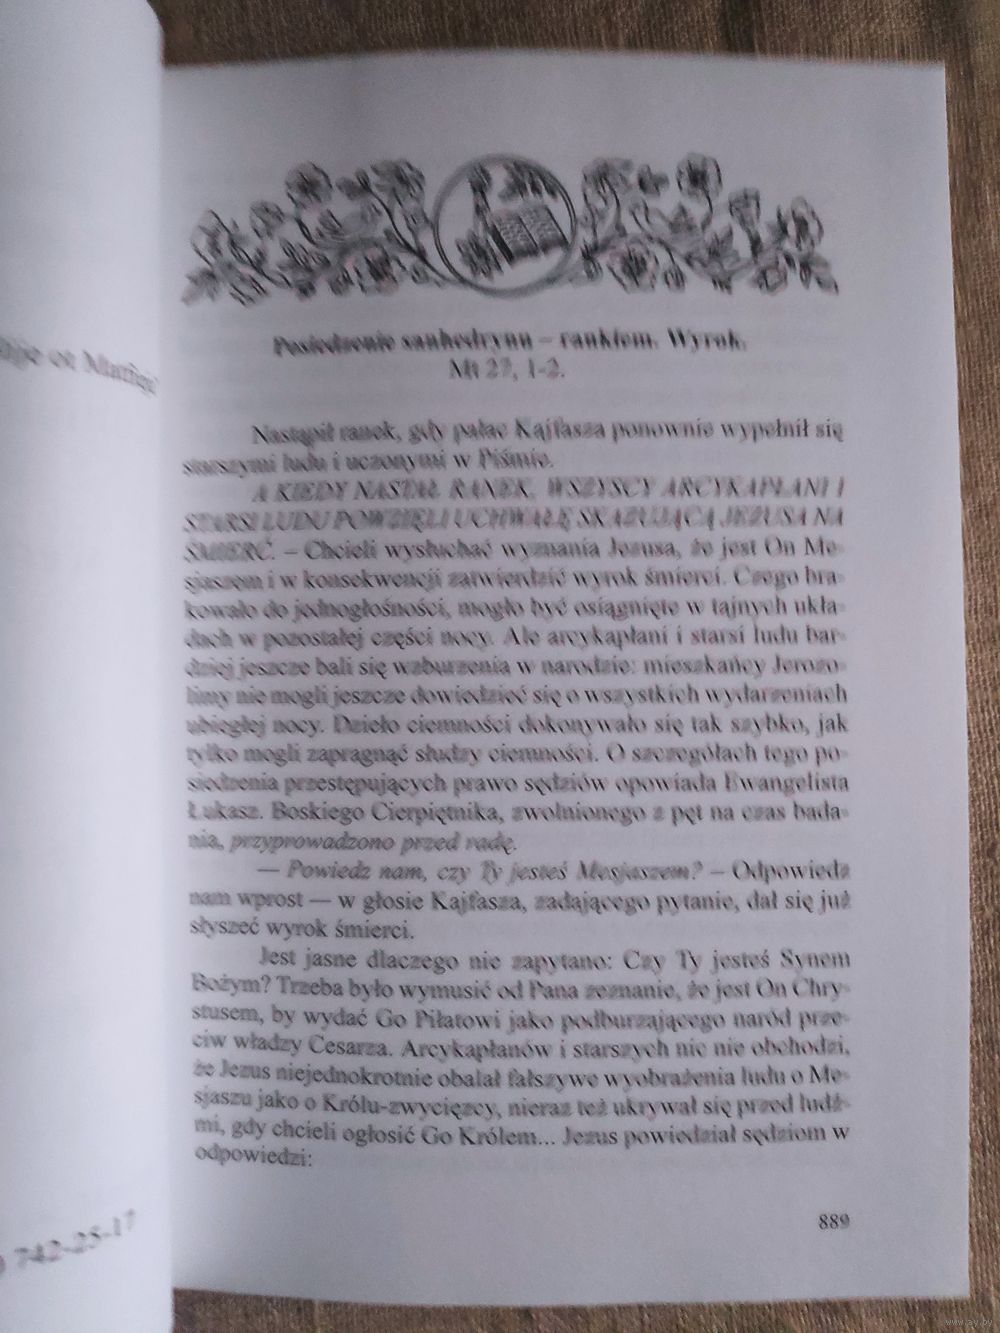 Posiedzenie sanhedrynu – rankiem. Wyrok.
Mt 27, 1-2.
Nastąpił ranek, gdy pałac Kajfasza ponownie wypełnił się
starszymi ludu i uczonymi w Piśmie.
A KIEDY NASTAŁ RANEK, WSZYSCY ARCYKAPŁANI I
STARSI LUDU POWZIĘLI UCHWAŁĘ SKAZUJĄCĄ JEZUSA NA
ŚMIERĆ. – Chcieli wysłuchać wyznania Jezusa, że jest On Me-
sjaszem i w konsekwencji zatwierdzić wyrok śmierci. Czego bra-
kowało do jednogłośności, mogło być osiągnięte w tajnych ukła-
dach w pozostałej części nocy. Ale arcykapłani i starsi ludu bar-
dziej jeszcze bali się wzburzenia w narodzie: mieszkańcy Jerozo-
limy nie mogli jeszcze dowiedzieć się o wszystkich wydarzeniach
ubiegłej nocy. Dzieło ciemności dokonywało się tak szybko, jak
tylko mogli zapragnąć słudzy ciemności. O szczegółach tego po-
siedzenia przestępujących prawo sędziów opowiada Ewangelista
Łukasz. Boskiego Cierpiętnika, zwolnionego z pęt na czas bada-
nia, przyprowadzono przed radę.
— Powiedz nam, czy Ty jesteś Mesjaszem? – Odpowiedz
nam wprost — w głosie Kajfasza, zadającego pytanie, dał się już
słyszeć wyrok śmierci.
Jest jasne dlaczego nie zapytano: Czy Ty jesteś Synem
Bożym? Trzeba było wymusić od Pana zeznanie, że jest On Chry-
stusem, by wydać Go Piłatowi jako podburzającego naród prze-
ciw władzy Cesarza. Arcykapłanów i starszych nic nie obchodzi,
że Jezus niejednokrotnie obalał fałszywe wyobrażenia ludu o Me-
sjaszu jako o Królu-zwycięzcy, nieraz też ukrywał się przed ludź-
mi, gdy chcieli ogłosić Go Królem... Jezus powiedział sędziom w
odpowiedzi:
889
742-25-17
www.ay.by